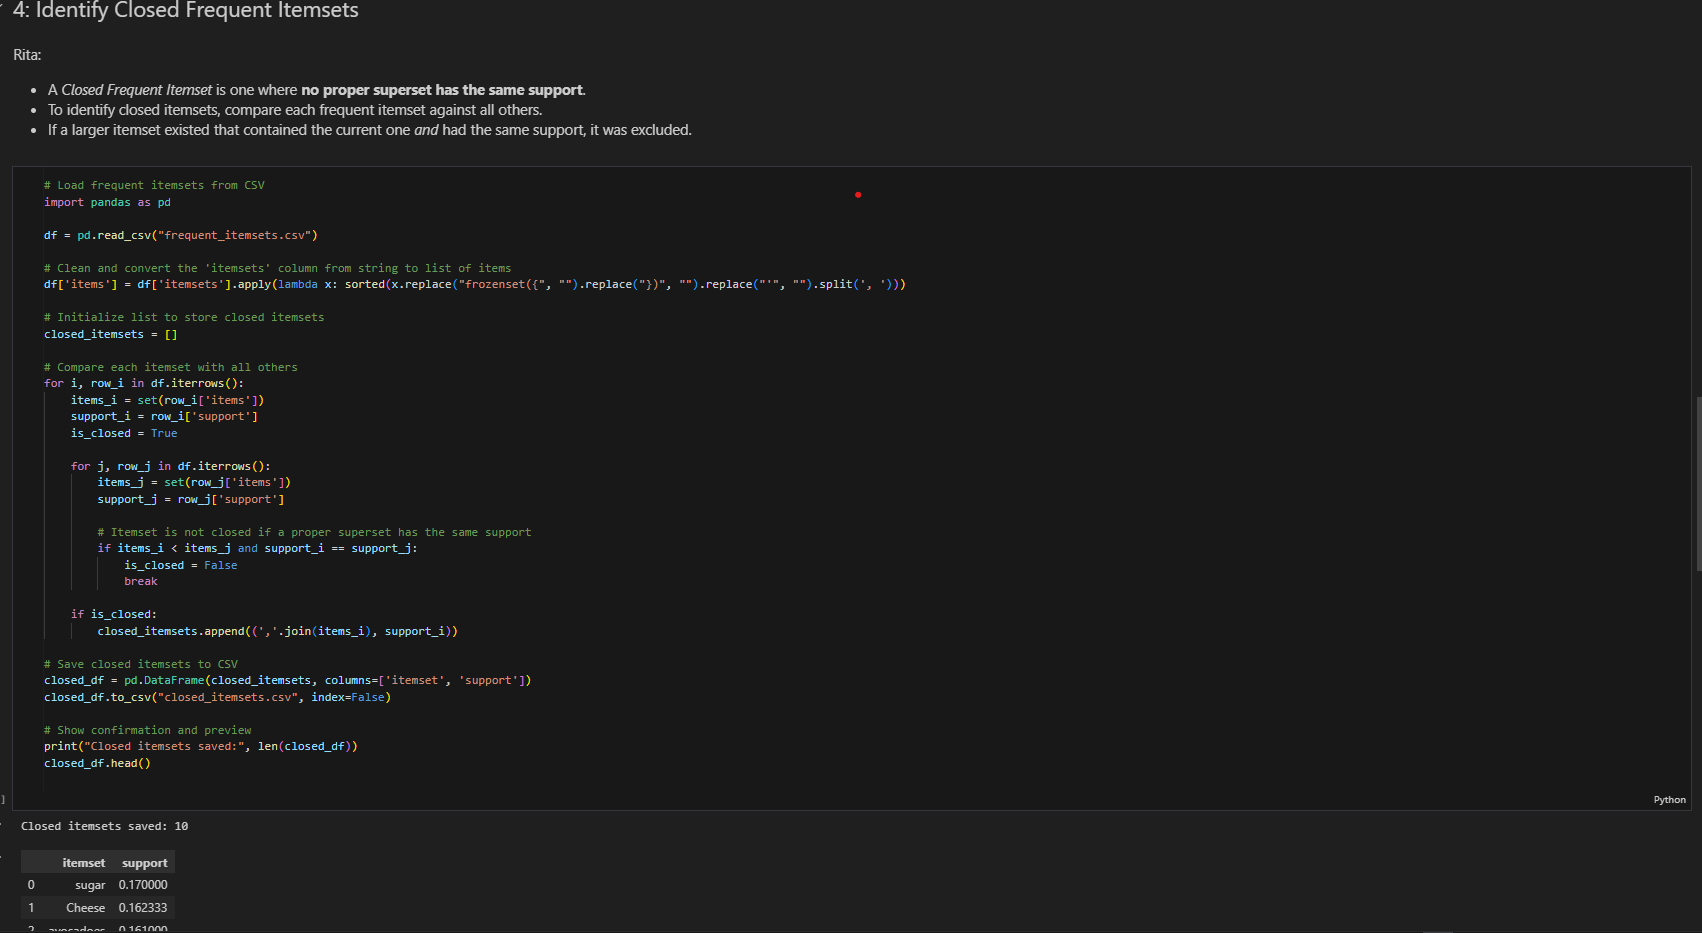 4: Identify Closed Frequent Itemsets
Rita:
• A Closed Frequent Itemset is one where no proper superset has the same support.
• To identify closed itemsets, compare each frequent itemset against all others.
• If a larger itemset existed that contained the current one and had the same support, it was excluded.
# Load frequent itemsets from CSV
import pandas as pd
df = pd.read_csv("frequent_itemsets.csv")
# Clean and convert the 'itemsets' column from string to list of items
df['items'] = df['itemsets'].apply(lambda x: sorted(x.replace("frozenset({", "").replace("})", "").replace("'", "").split(', ')))
# Initialize list to store closed itemsets
closed_itemsets = []
# Compare each itemset with all others
for i, row_i in df.iterrows():
    items_i = set(row_i['items'])
    support_i = row_i['support']
    is_closed = True
    for j, row_j in df.iterrows():
        items_j = set(row_j['items'])
        support_j = row_j['support']
        # Itemset is not closed if a proper superset has the same support
        if items_i < items_j and support_i == support_j:
            is_closed = False
            break
    if is_closed:
        closed_itemsets.append((','.join(items_i), support_i))
# Save closed itemsets to CSV
closed_df = pd.DataFrame(closed_itemsets, columns=['itemset', 'support'])
closed_df.to_csv("closed_itemsets.csv", index=False)
# Show confirmation and preview
print("Closed itemsets saved:", len(closed_df))
closed_df.head()
]
Python
Closed itemsets saved: 10
itemset support
0 sugar 0.170000
1 Cheese 0.162333
2 avocadoes 0.161000